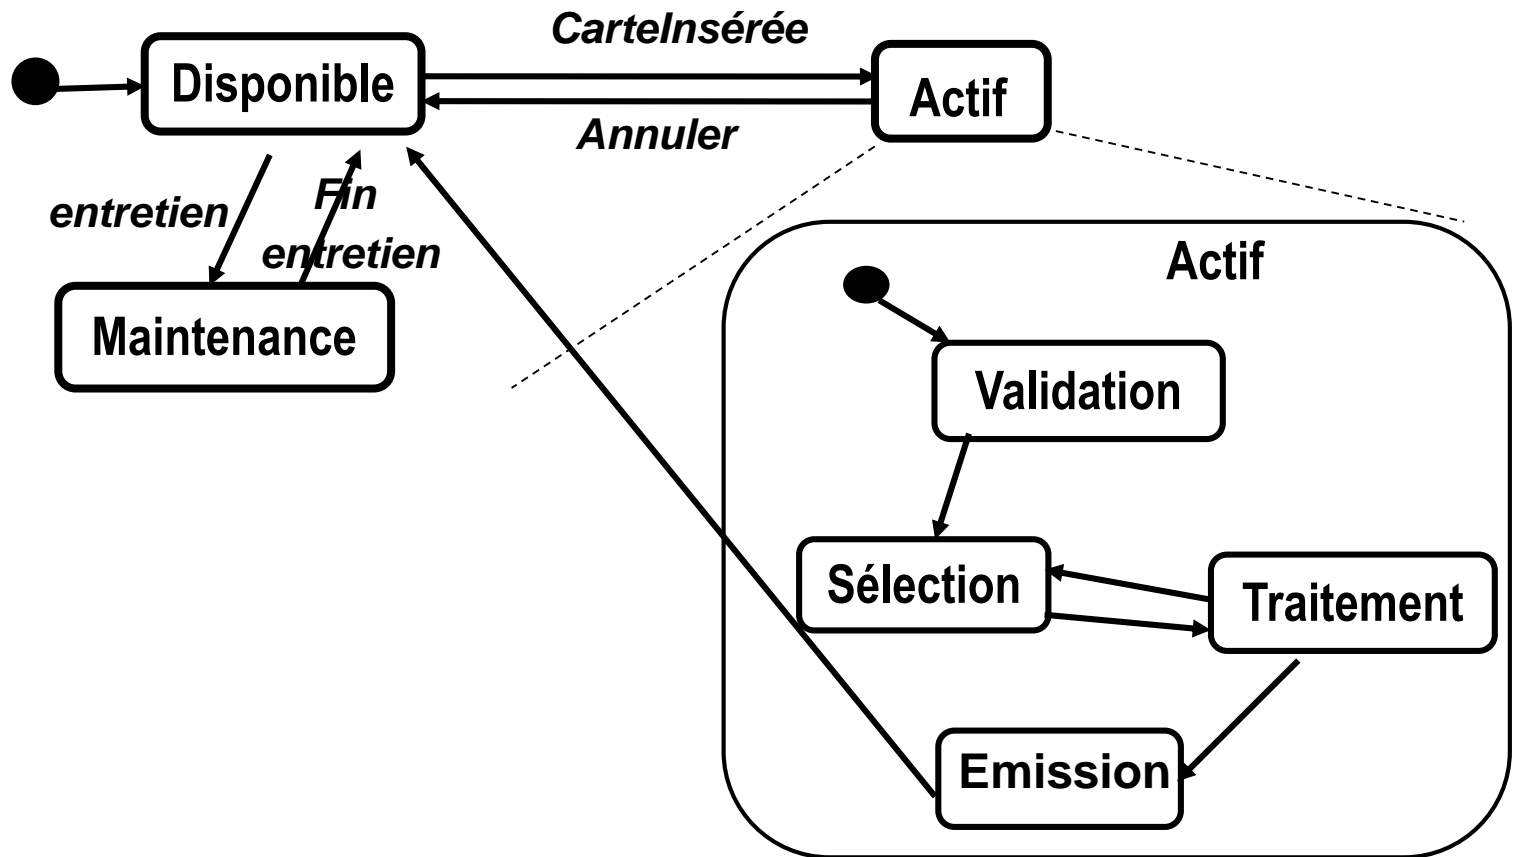 CarteInsérée
Disponible
Actif
Annuler
entretien
Fin
entretien
Actif
Maintenance
Validation
Sélection
Traitement
Emission